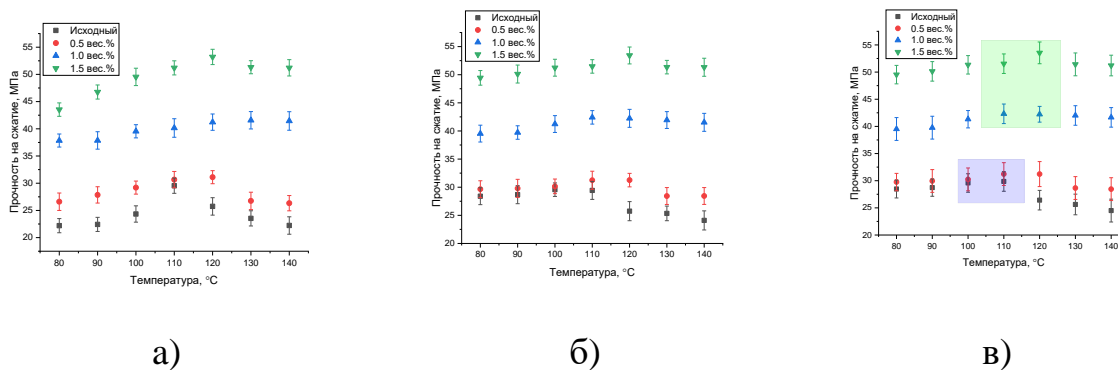 Исходный
0.5 вес.%
1.0 вес.%
1.5 вес.%
Прочность на сжатие, МПа
55
50
45
40
35
30
25
20
80 90 100 110 120 130 140
Температура, °C
а)
Исходный
0.5 вес.%
1.0 вес.%
1.5 вес.%
Прочность на сжатие, МПа
55
50
45
40
35
30
25
20
80 90 100 110 120 130 140
Температура, °C
б)
Исходный
0.5 вес.%
1.0 вес.%
1.5 вес.%
Прочность на сжатие, МПа
55
50
45
40
35
30
25
20
80 90 100 110 120 130 140
Температура, °C
в)